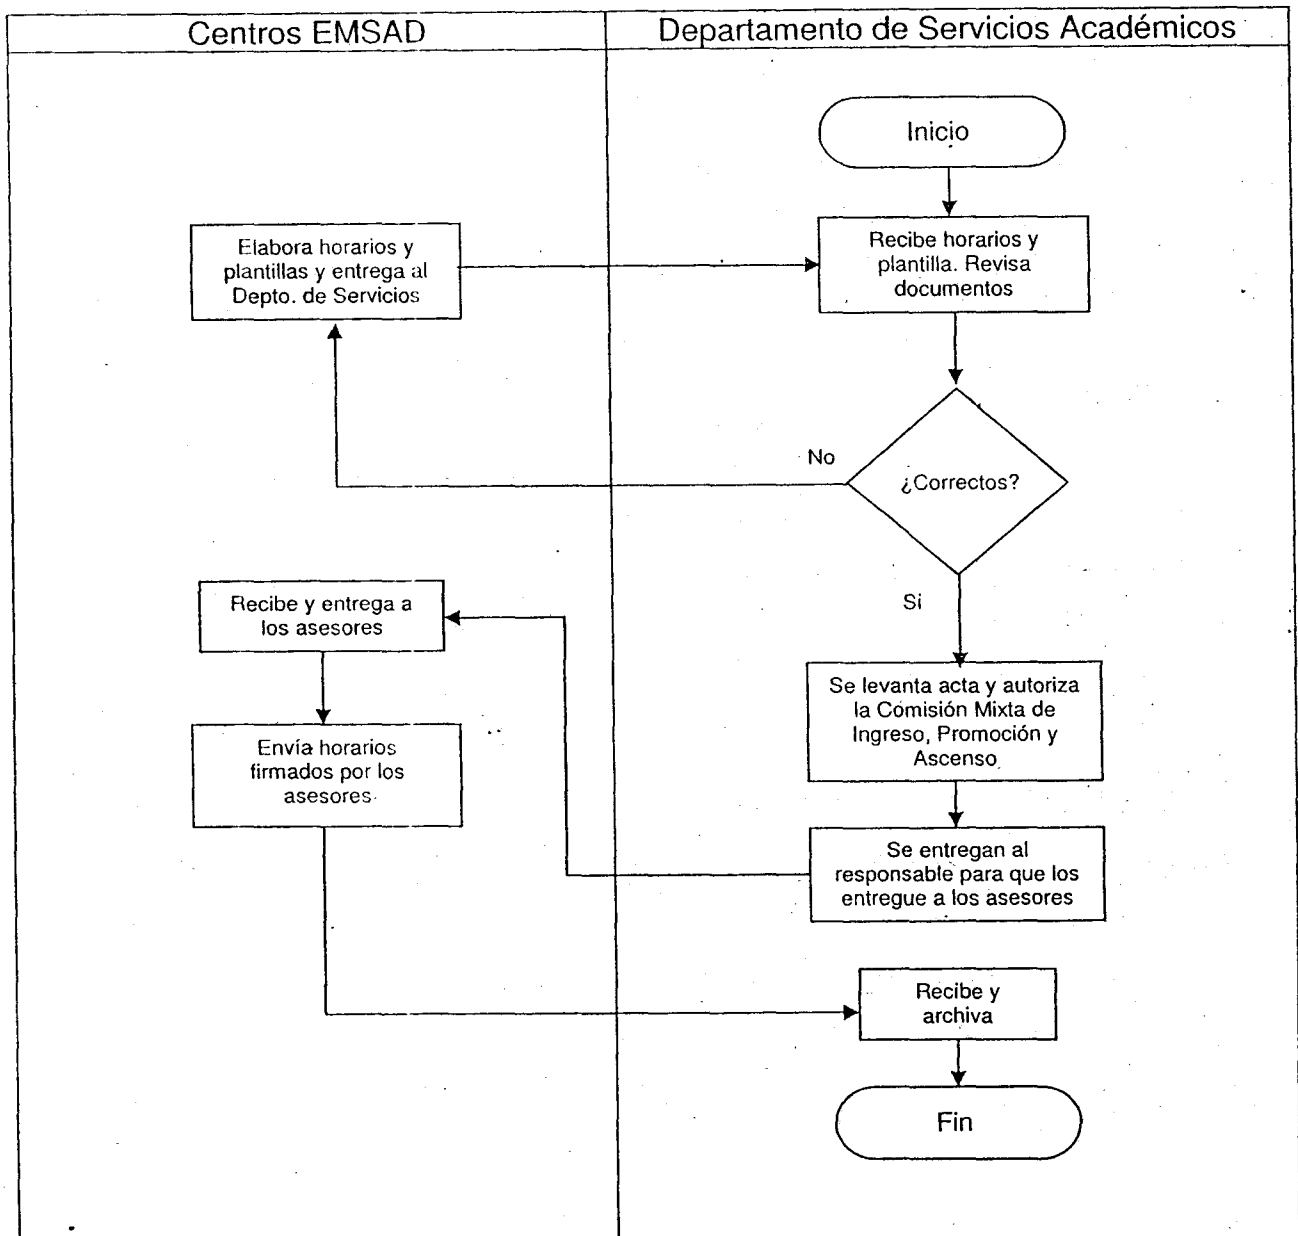 Centros EMSAD
Departamento de Servicios Académicos
Inicio
Elabora horarios y
plantillas y entrega al
Depto. de Servicios
Recibe horarios y
plantilla. Revisa
documentos
No
¿Correctos?
Si
Recibe y entrega a
los asesores
Se levanta acta y autoriza
la Comisión Mixta de
Ingreso, Promoción y
Ascenso
Envía horarios
firmados por los
asesores
Se entregan al
responsable para que los
entregue a los asesores
Recibe y
archiva
Fin